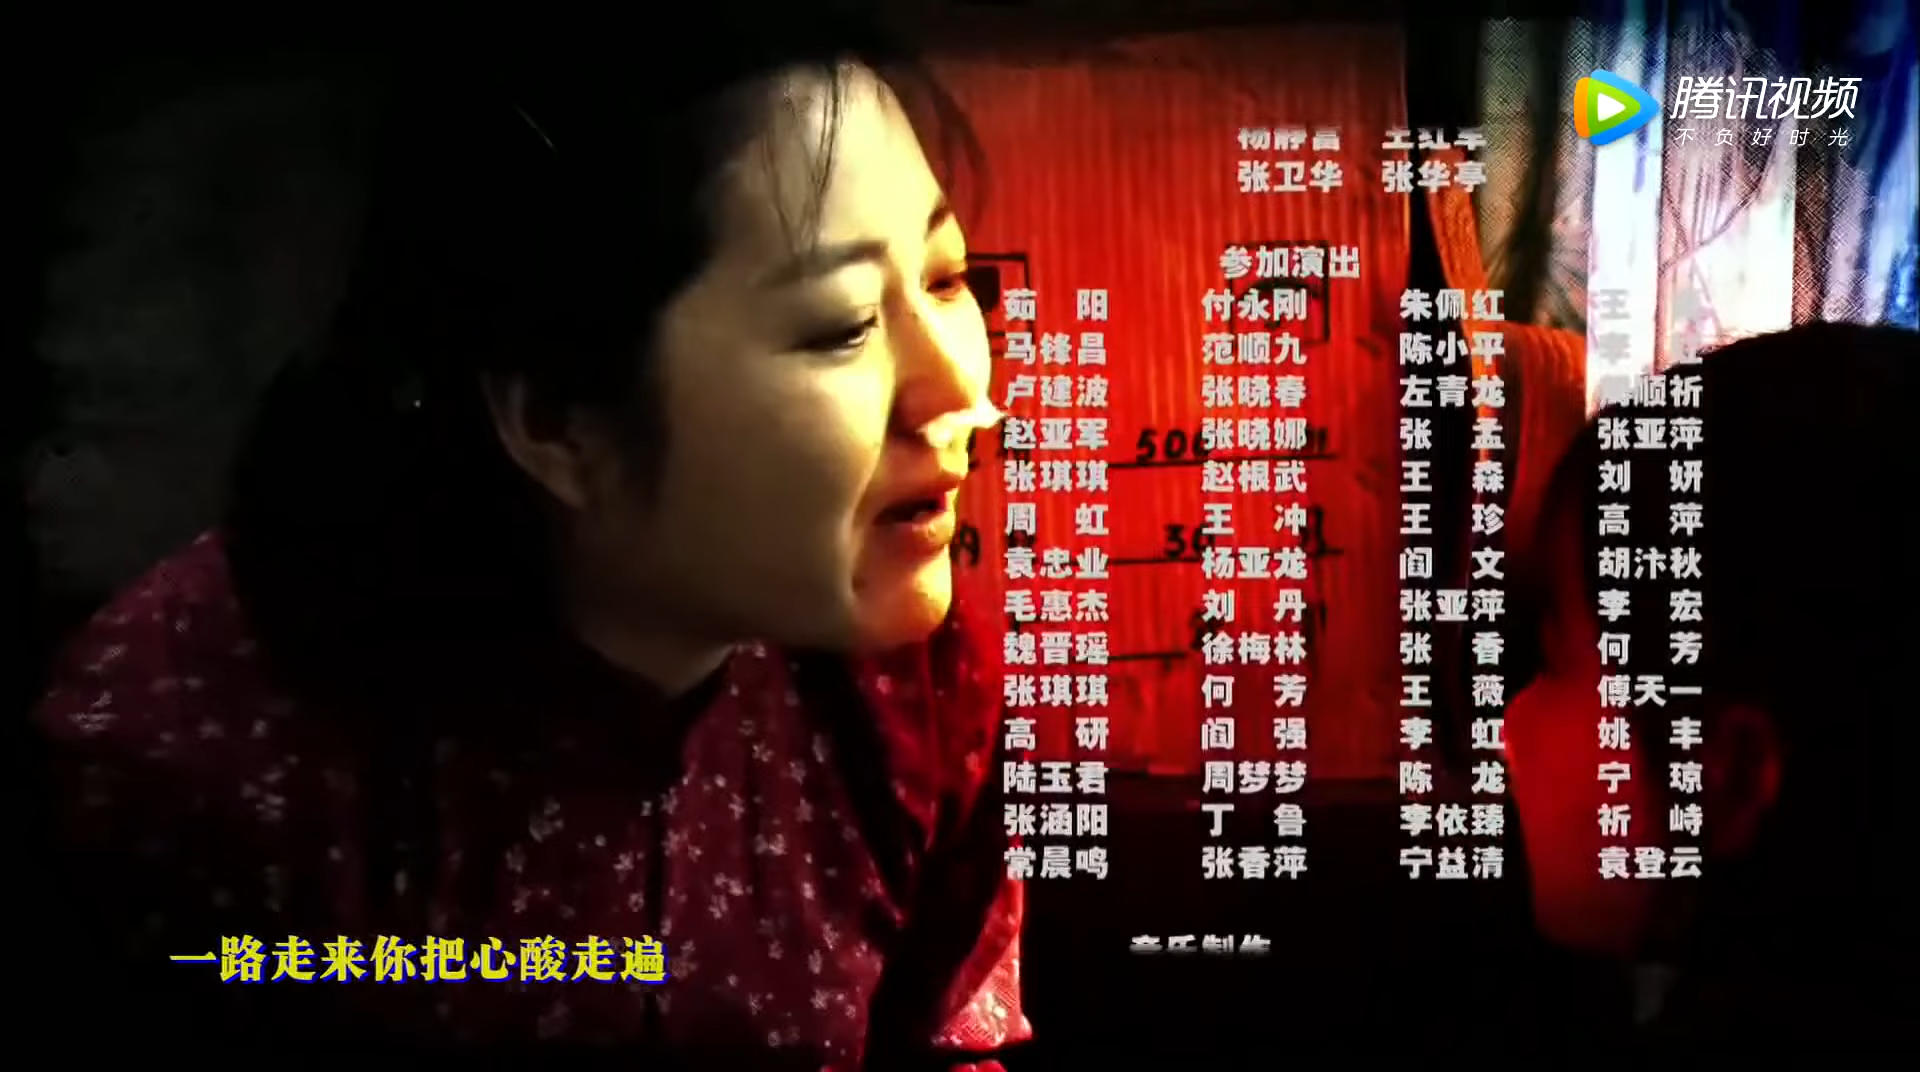 腾讯视频
不负好时光
张卫华 张华亭
参加演出
茹阳 付永刚 朱佩红 王
马锋昌 范顺九 陈小平 李
卢建波 张晓春 左青龙 顺祈
赵亚军 张晓娜 张孟 张亚萍
张琪琪 赵根武 王森 刘妍
周虹 王冲 王珍 高萍
袁忠业 杨亚龙 阎文 胡汴秋
毛惠杰 刘丹 张亚萍 李宏
魏晋瑶 徐梅林 张香 何芳
张琪琪 何芳 王薇 傅天一
高研 阎强 李虹 姚丰
陆玉君 周梦梦 陈龙 宁琼
张涵阳 丁鲁 李依臻 祈峙
常晨鸣 张香萍 宁益清 袁登云
音乐制作
一路走来你把心酸走遍